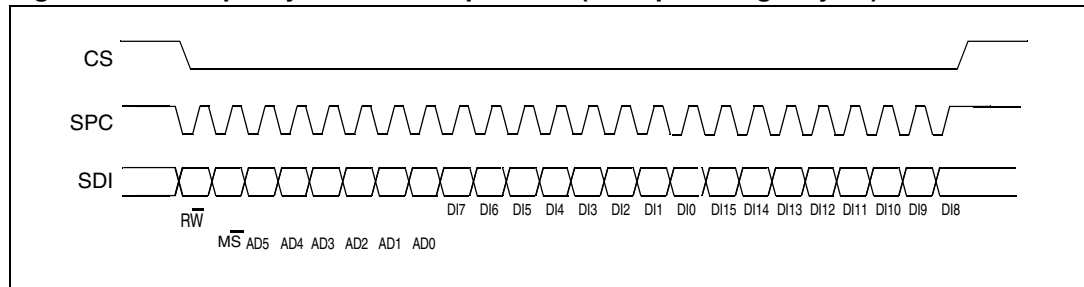 CS
SPC
SDI
DI7 DI6 DI5 DI4 DI3 DI2 DI1 DI0 DI15 DI14 DI13 DI12 DI11 DI10 DI9 DI8
RW̅
MS̅ AD5 AD4 AD3 AD2 AD1 AD0